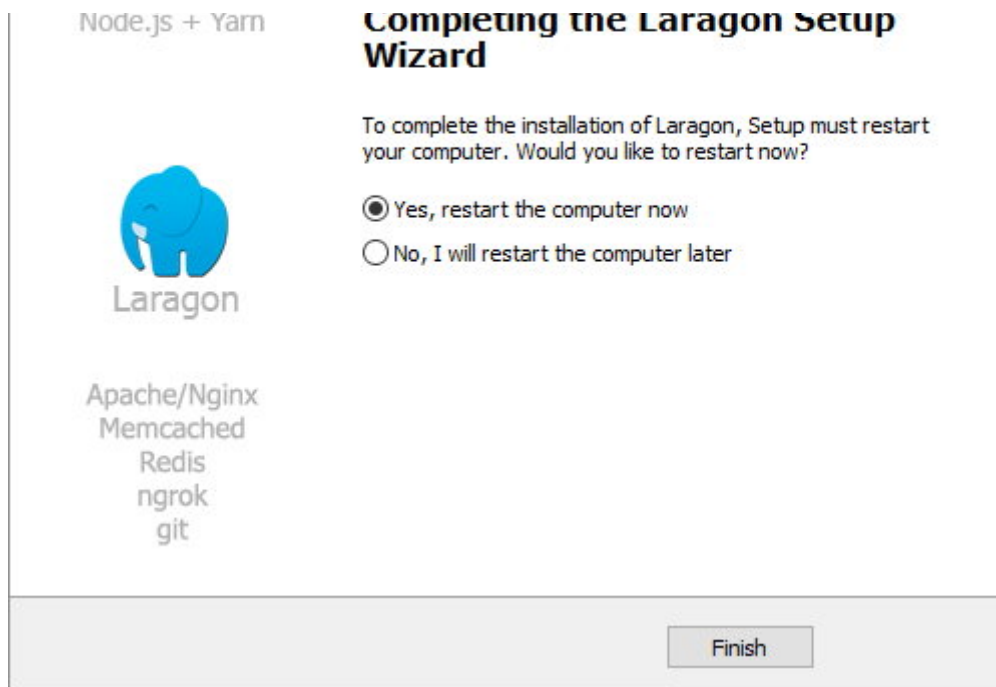 Node.js + Yarn
Completing the Laragon Setup
Wizard
To complete the installation of Laragon, Setup must restart
your computer. Would you like to restart now?
Yes, restart the computer now
No, I will restart the computer later
Laragon
Apache/Nginx
Memcached
Redis
ngrok
git
Finish